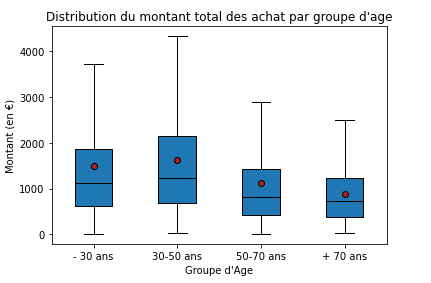 Distribution du montant total des achat par groupe d'age
4000
3000
2000
1000
0
Montant (en €)
- 30 ans
30-50 ans
50-70 ans
+ 70 ans
Groupe d'Age